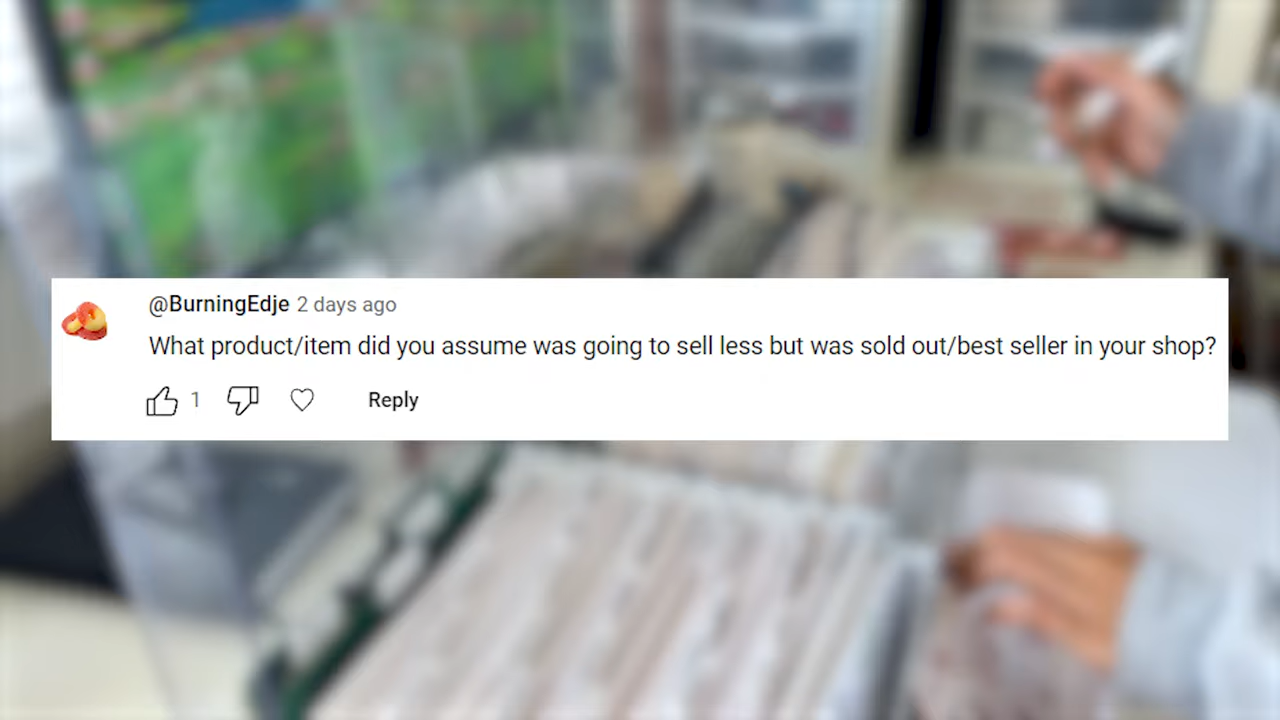 @BurningEdje 2 days ago
What product/item did you assume was going to sell less but was sold out/best seller in your shop?
1
Reply